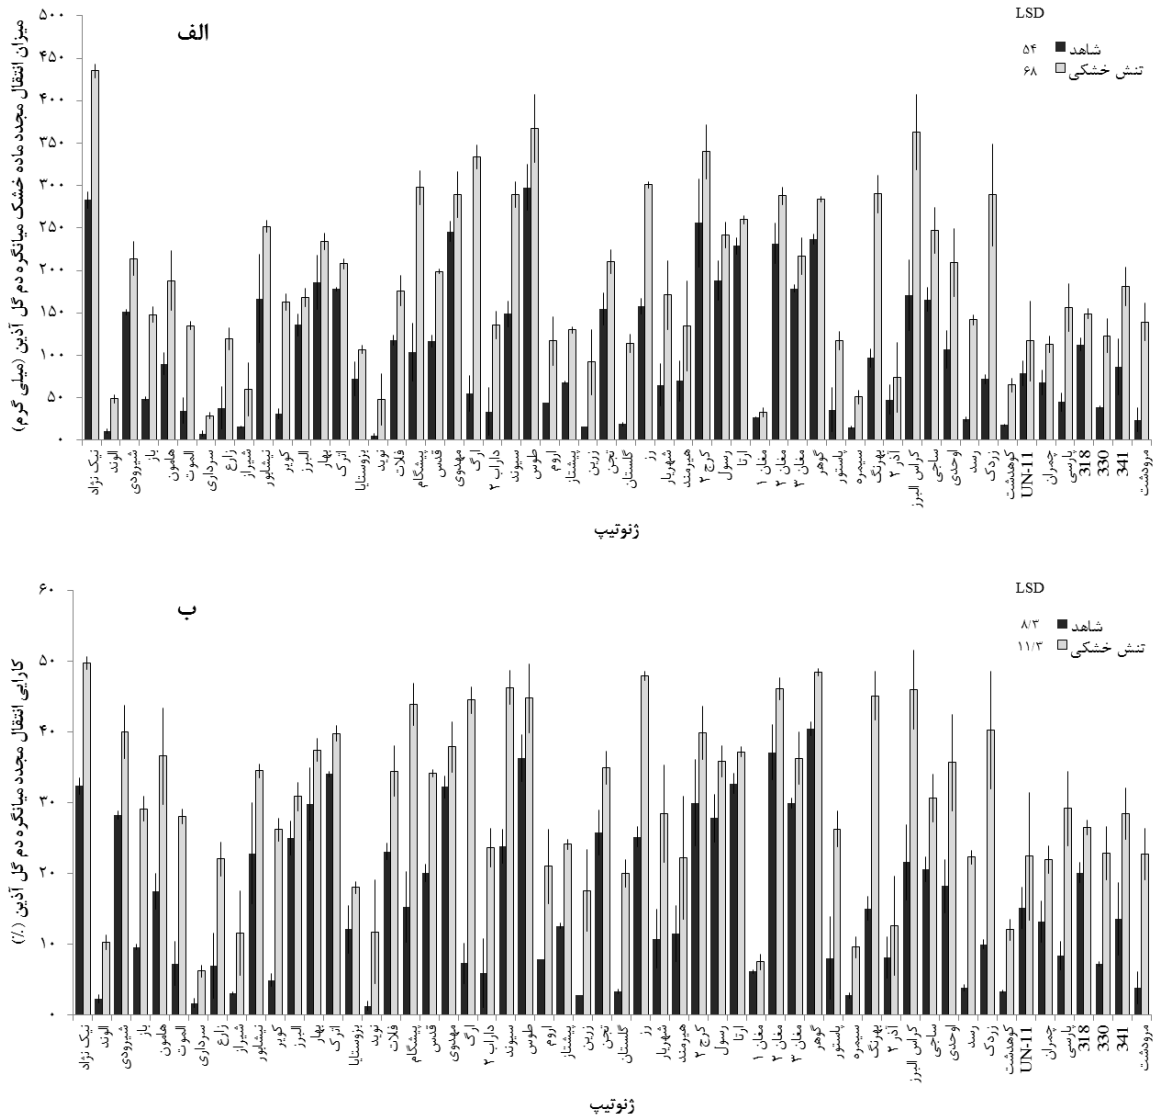 الف
LSD
شاهد ۵۴
تنش خشکی ۶۸
میزان انتقال مجدد ماده خشک میانگره دم گل آذین (میلی گرم)
۵۰۰
۴۵۰
۴۰۰
۳۵۰
۳۰۰
۲۵۰
۲۰۰
۱۵۰
۱۰۰
۵۰
۰
نیک نژاد
الوند
شیرودی
یاز
هامون
الموت
سرداری
زارع
شیراز
نیشابور
کویر
البرز
بهار
اترک
بزوستایا
نوید
فلات
پیشگام
قدس
مهدوی
ارگ
داراب ۲
سیوند
طوس
اروم
پیشتاز
زرین
تجن
گلستان
رز
شهریار
هیرمند
کرج ۲
رسول
ارتا
مغان ۱
مغان ۲
مغان ۳
گوهر
پاستور
سیمره
بهرنگ
آذر ۲
کراس البرز
ساجی
اوحدی
رسد
زردک
کوهدشت
UN-11
چمران
پارسی
318
330
341
مرودشت
ژنوتیپ
ب
LSD
شاهد ۸/۳
تنش خشکی ۱۱/۳
کارایی انتقال مجدد میانگره دم گل آذین (٪)
۶۰
۵۰
۴۰
۳۰
۲۰
۱۰
۰
نیک نژاد
الوند
شیرودی
یاز
هامون
الموت
سرداری
زارع
شیراز
نیشابور
کویر
البرز
بهار
اترک
بزوستایا
نوید
فلات
پیشگام
قدس
مهدوی
ارگ
داراب ۲
سیوند
طوس
اروم
پیشتاز
زرین
تجن
گلستان
رز
شهریار
هیرمند
کرج ۲
رسول
ارتا
مغان ۱
مغان ۲
مغان ۳
گوهر
پاستور
سیمره
بهرنگ
آذر ۲
کراس البرز
ساجی
اوحدی
رسد
زردک
کوهدشت
UN-11
چمران
پارسی
318
330
341
مرودشت
ژنوتیپ